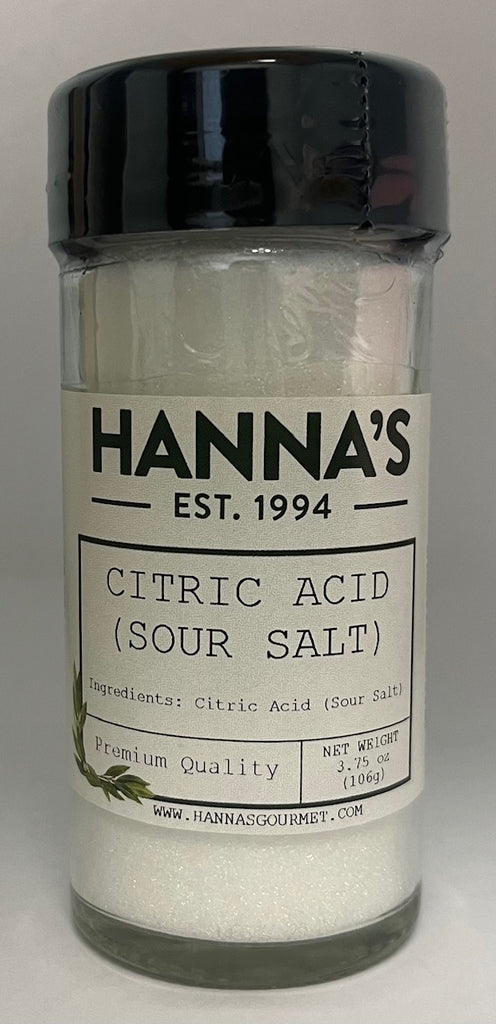 HANNA'S
EST. 1994
CITRIC ACID
(SOUR SALT)
Ingredients: Citric Acid (Sour Salt)
Premium Quality
NET WEIGHT
3.75 oz
(106g)
WWW.HANNASGOURMET.COM